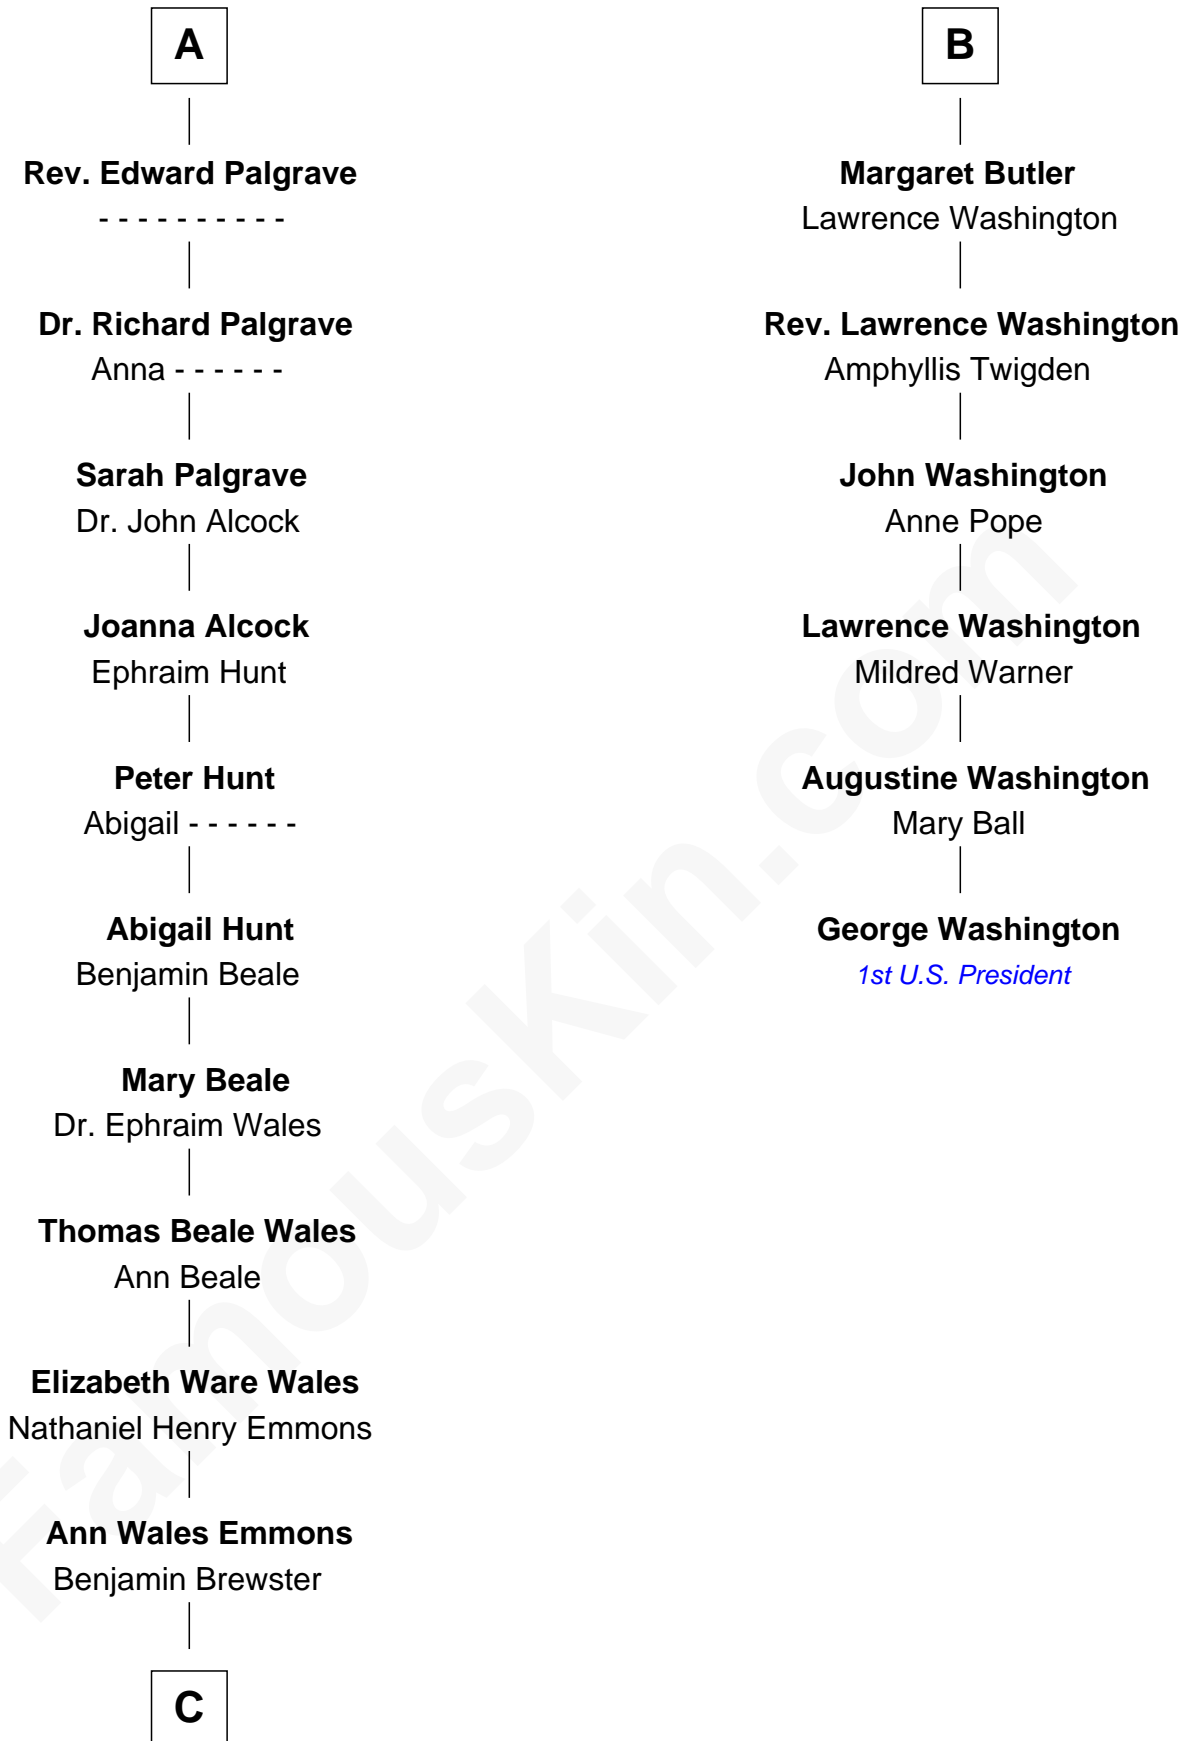 A
Rev. Edward Palgrave
- - - - - - - - - -
Dr. Richard Palgrave
Anna - - - - - -
Sarah Palgrave
Dr. John Alcock
Joanna Alcock
Ephraim Hunt
Peter Hunt
Abigail - - - - - -
Abigail Hunt
Benjamin Beale
Mary Beale
Dr. Ephraim Wales
Thomas Beale Wales
Ann Beale
Elizabeth Ware Wales
Nathaniel Henry Emmons
Ann Wales Emmons
Benjamin Brewster
C
B
Margaret Butler
Lawrence Washington
Rev. Lawrence Washington
Amphyllis Twigden
John Washington
Anne Pope
Lawrence Washington
Mildred Warner
Augustine Washington
Mary Ball
George Washington
1st U.S. President
FamousKin.com